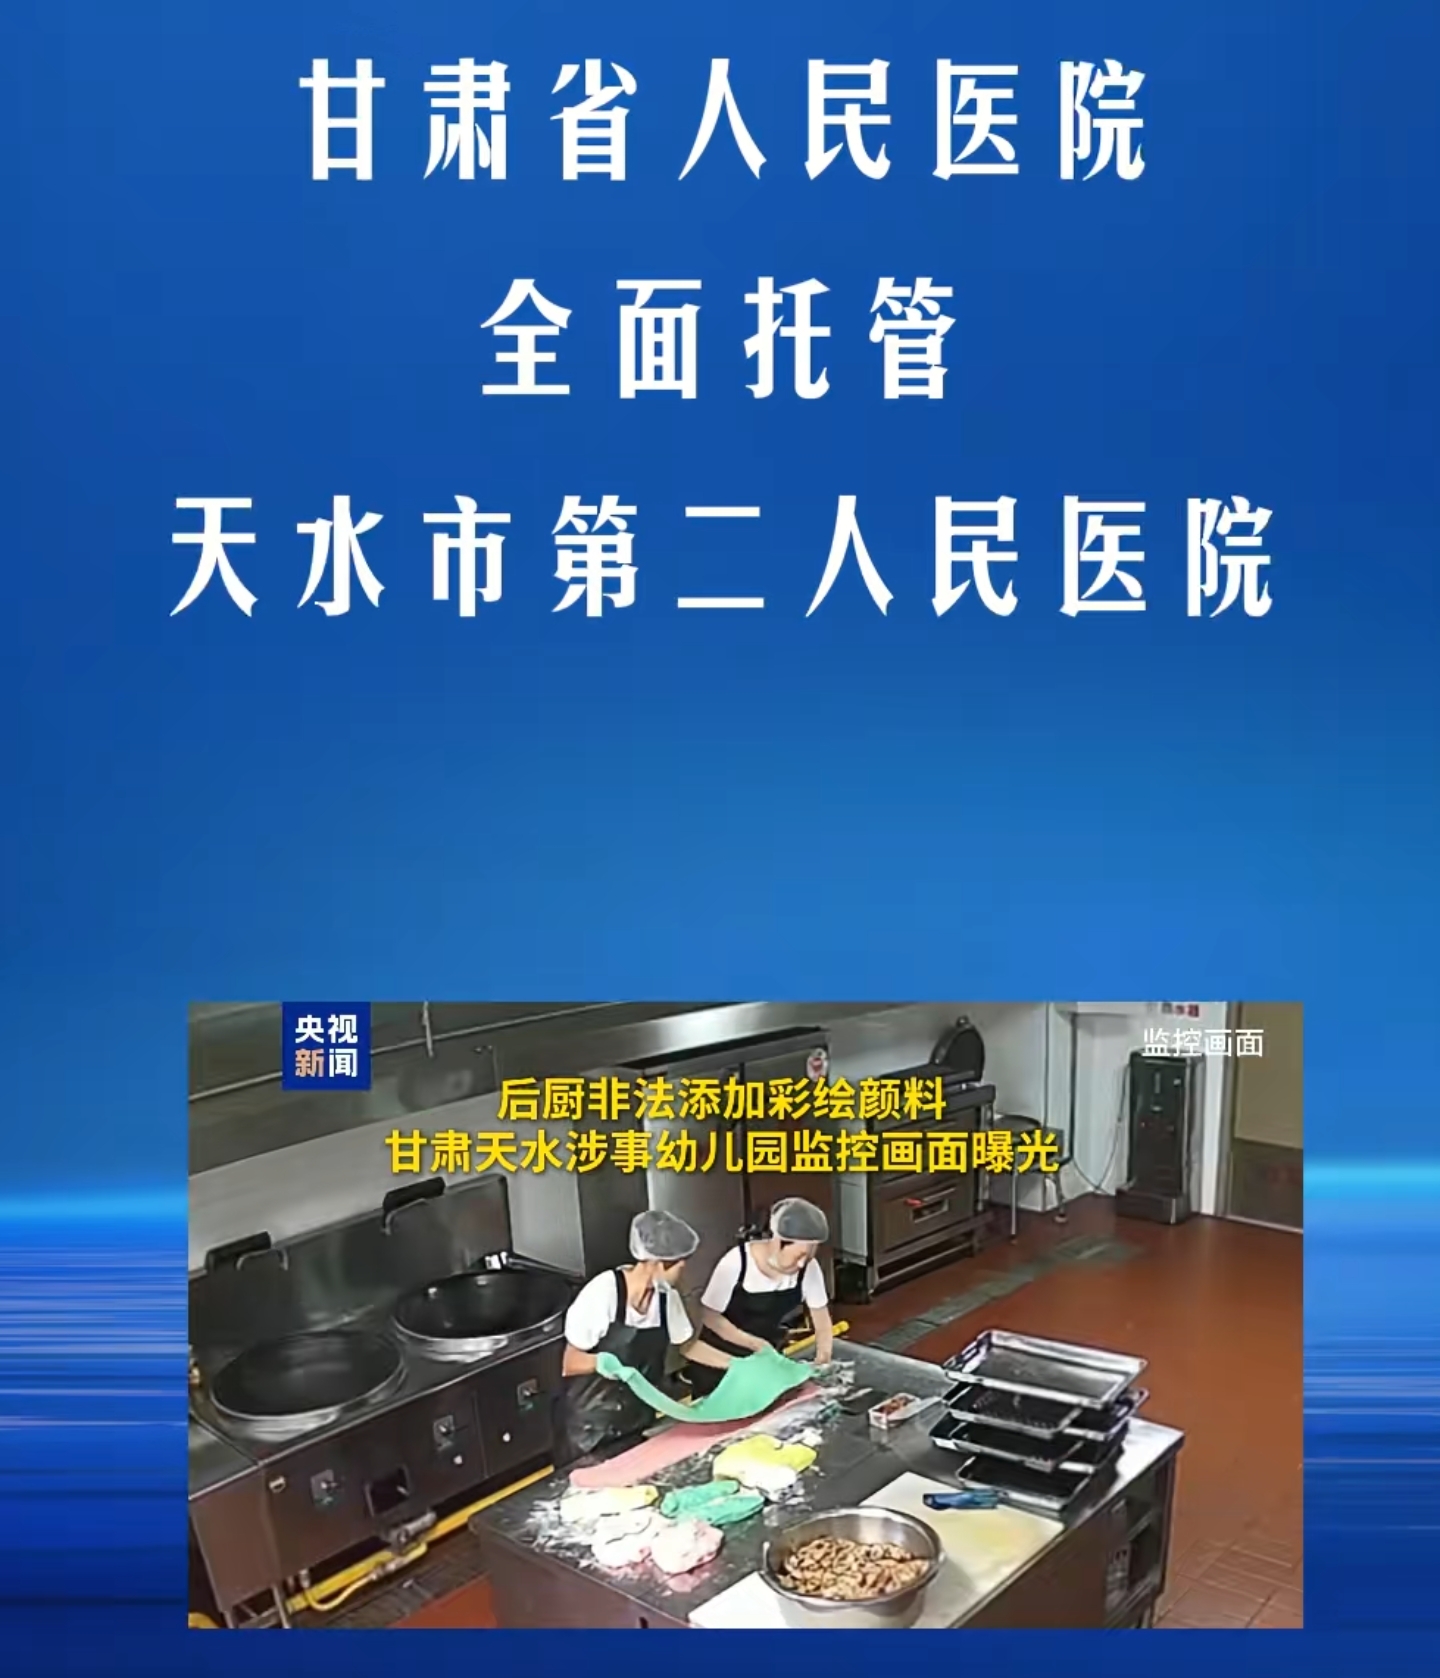 甘肃省人民医院
全面托管
天水市第二人民医院
央视
新闻
监控画面
后厨非法添加彩绘颜料
甘肃天水涉事幼儿园监控画面曝光